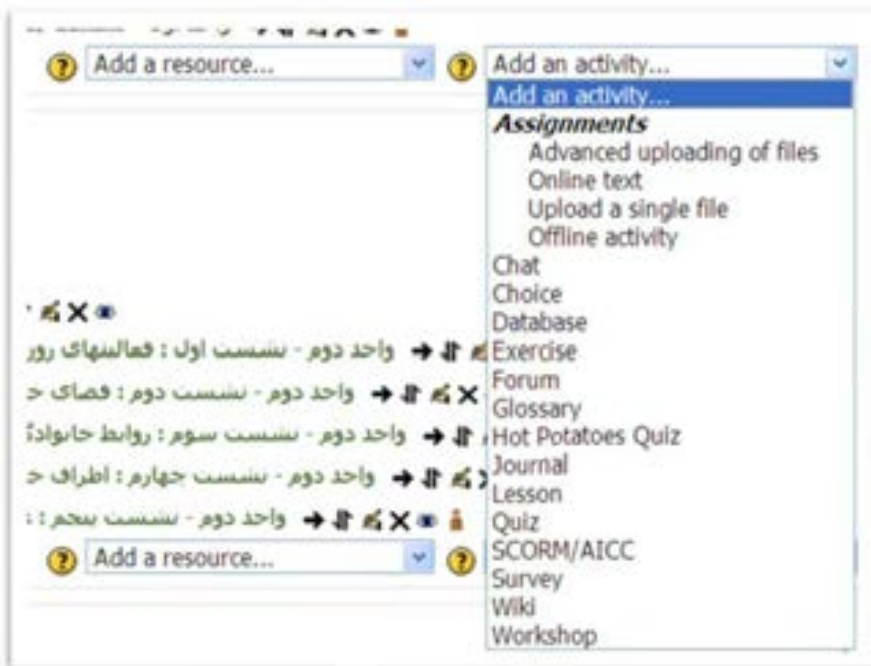 Add a resource...
Add an activity...
Add an activity...
Assignments
Advanced uploading of files
Online text
Upload a single file
Offline activity
Chat
Choice
Database
Exercise
Forum
Glossary
Hot Potatoes Quiz
Journal
Lesson
Quiz
SCORM/AICC
Survey
Wiki
Workshop
واحد دوم - نشست اول : فعالیتهای روز
واحد دوم - نشست دوم : فضای
واحد دوم - نشست سوم : روابط
واحد دوم - نشست چهارم : اطراف
واحد دوم - نشست پنجم :
Add a resource...